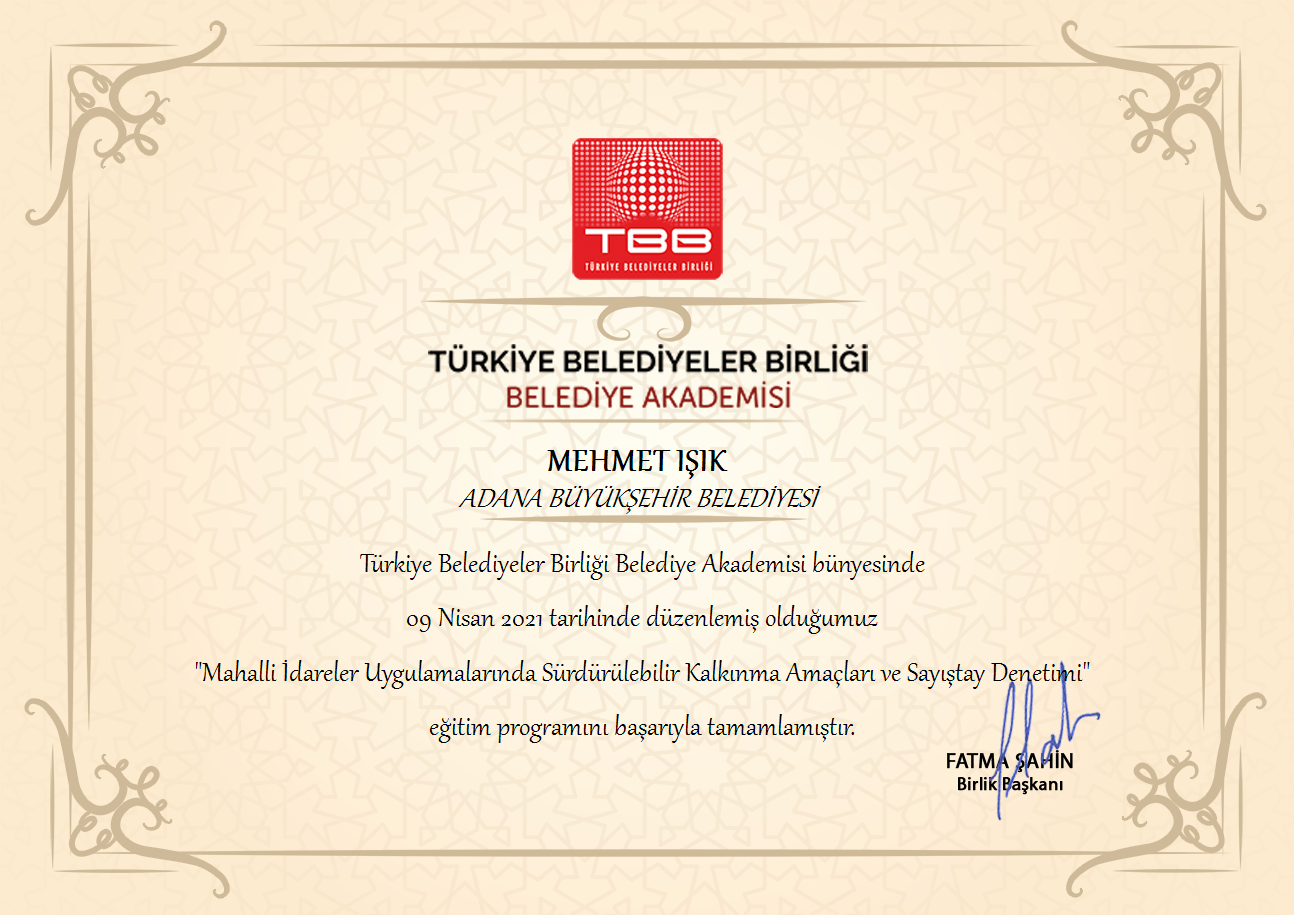 TBB
TÜRKİYE BELEDİYELER BİRLİĞİ
TÜRKİYE BELEDİYELER BİRLİĞİ
BELEDİYE AKADEMİSİ
MEHMET IŞIK
ADANA BÜYÜKŞEHİR BELEDİYESİ
Türkiye Belediyeler Birliği Belediye Akademisi bünyesinde
09 Nisan 2021 tarihinde düzenlemiş olduğumuz
"Mahalli İdareler Uygulamalarında Sürdürülebilir Kalkınma Amaçları ve Sayıştay Denetimi"
eğitim programını başarıyla tamamlamıştır.
FATMA ŞAHİN
Birlik Başkanı